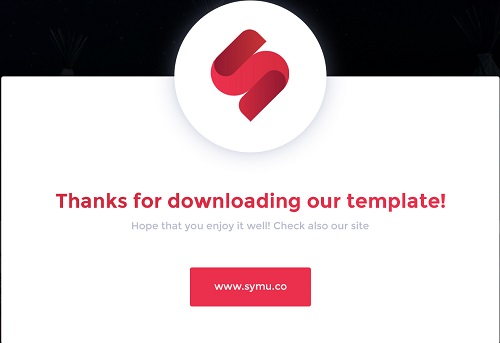 Thanks for downloading our template!
Hope that you enjoy it well! Check also our site
www.symu.co